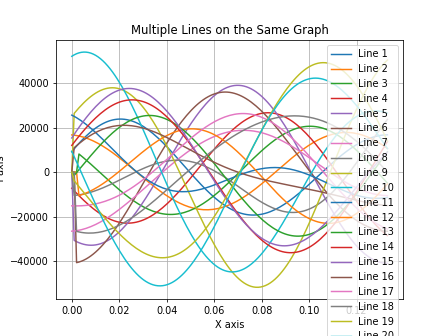 Multiple Lines on the Same Graph
40000
20000
0
−20000
−40000
0.00 0.02 0.04 0.06 0.08 0.10
X axis
Line 1
Line 2
Line 3
Line 4
Line 5
Line 6
Line 7
Line 8
Line 9
Line 10
Line 11
Line 12
Line 13
Line 14
Line 15
Line 16
Line 17
Line 18
Line 19
Line 20